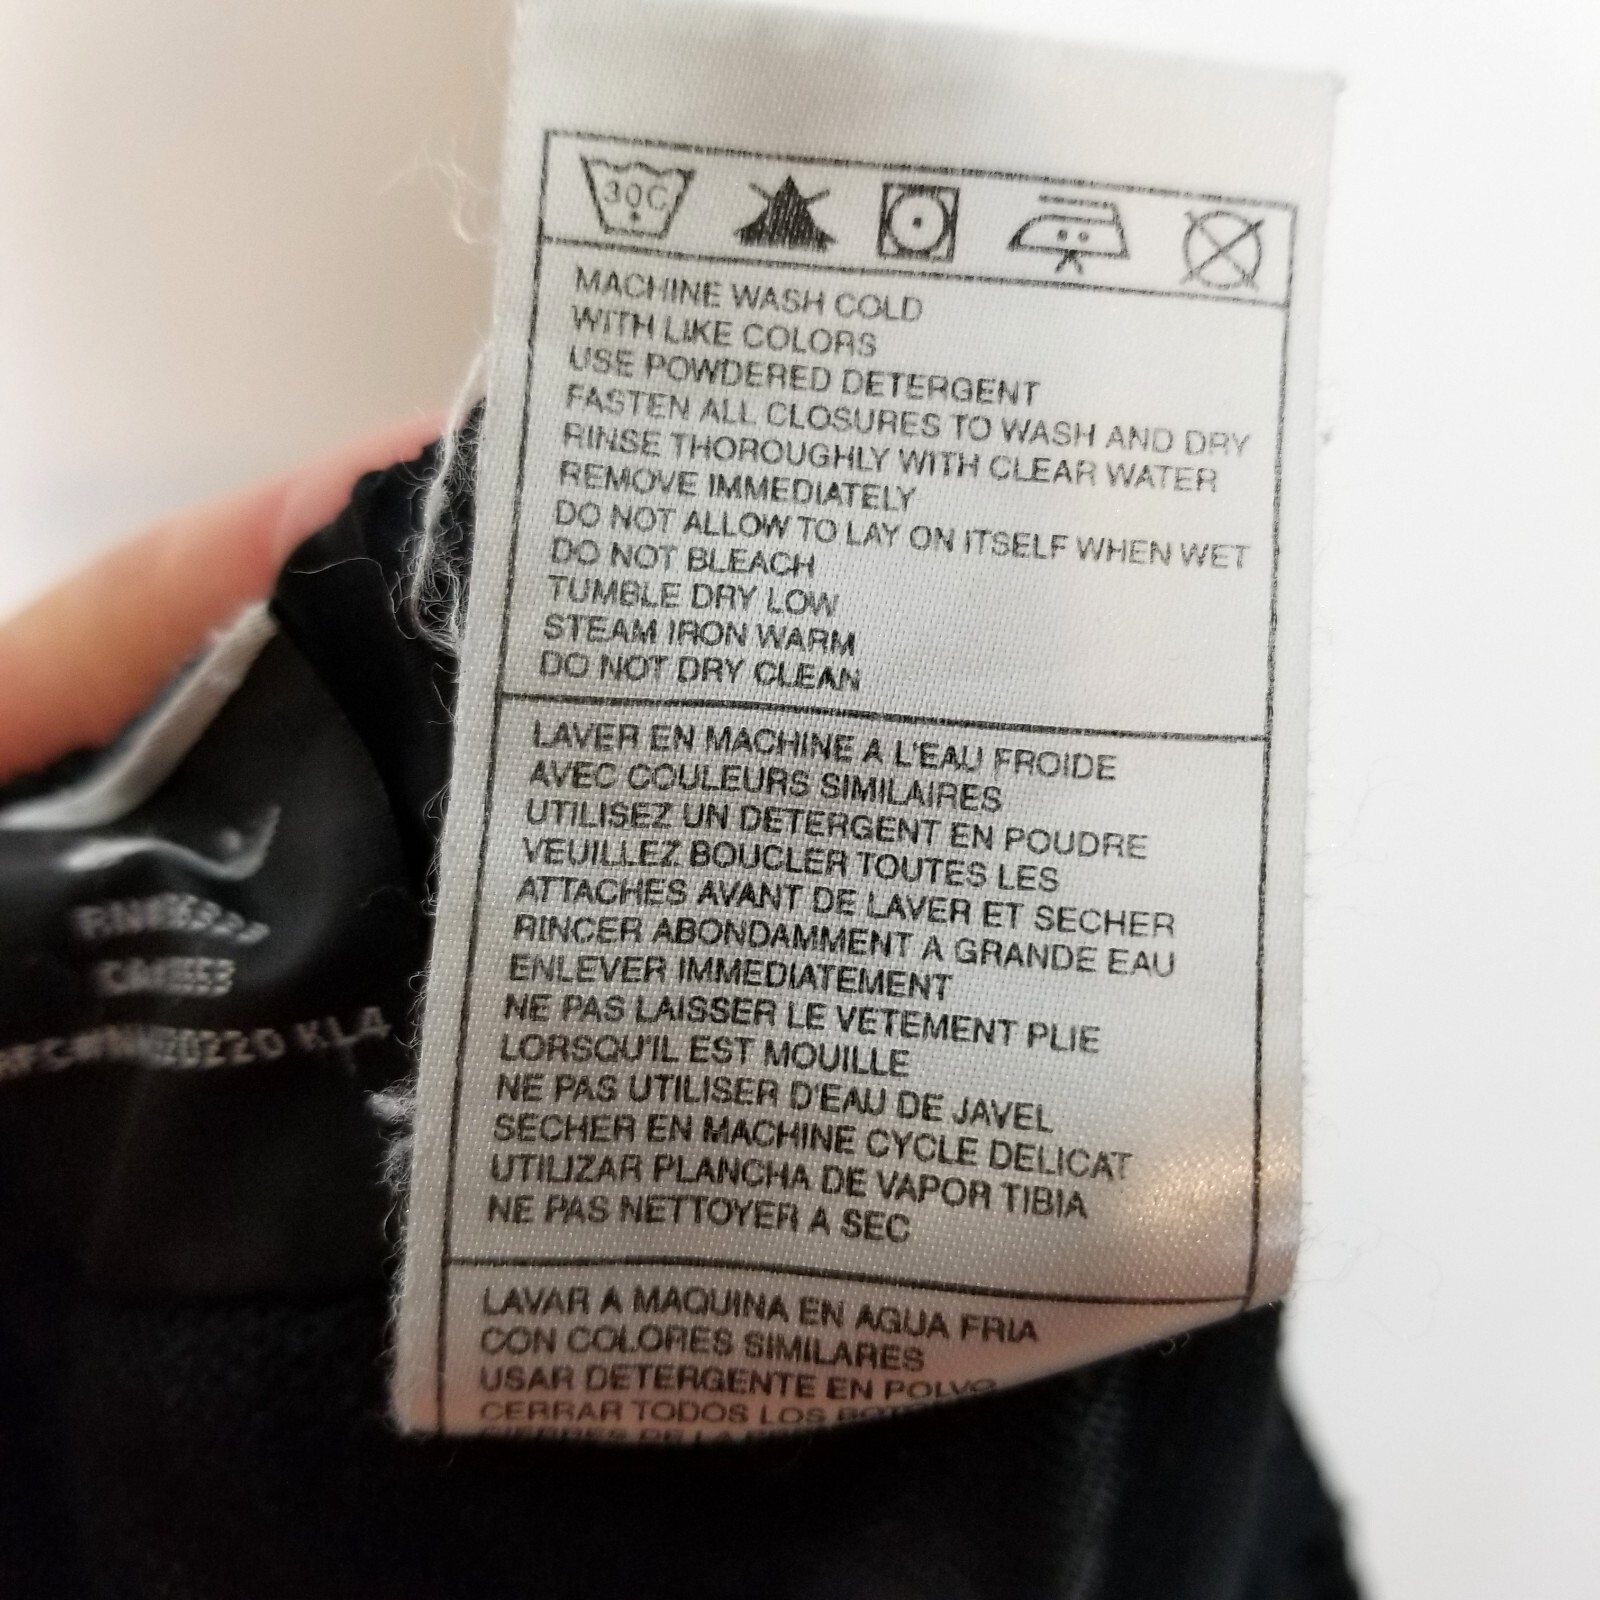 30C
MACHINE WASH COLD
WITH LIKE COLORS
USE POWDERED DETERGENT
FASTEN ALL CLOSURES TO WASH AND DRY
RINSE THOROUGHLY WITH CLEAR WATER
REMOVE IMMEDIATELY
DO NOT ALLOW TO LAY ON ITSELF WHEN WET
DO NOT BLEACH
TUMBLE DRY LOW
STEAM IRON WARM
DO NOT DRY CLEAN
LAVER EN MACHINE A L'EAU FROIDE
AVEC COULEURS SIMILAIRES
UTILISEZ UN DETERGENT EN POUDRE
VEUILLEZ BOUCLER TOUTES LES
ATTACHES AVANT DE LAVER ET SECHER
RINCER ABONDAMMENT A GRANDE EAU
ENLEVER IMMEDIATEMENT
NE PAS LAISSER LE VETEMENT PLIE
LORSQU'IL EST MOUILLE
NE PAS UTILISER D'EAU DE JAVEL
SECHER EN MACHINE CYCLE DELICAT
UTILIZAR PLANCHA DE VAPOR TIBIA
NE PAS NETTOYER A SEC
LAVAR A MAQUINA EN AGUA FRIA
CON COLORES SIMILARES
USAR DETERGENTE EN POLVO
CERRAR TODOS LOS
KLA